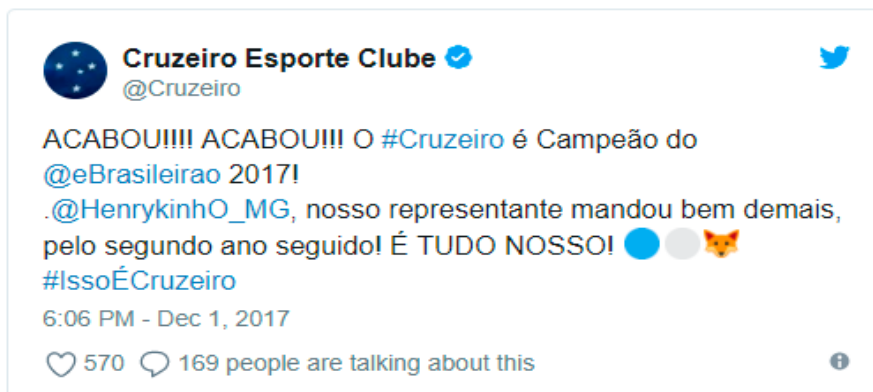 Cruzeiro Esporte Clube
@Cruzeiro
ACABOU!!!! ACABOU!!! O #Cruzeiro é Campeão do
@eBrasileirao 2017!
.@HenrykinhO_MG, nosso representante mandou bem demais,
pelo segundo ano seguido! É TUDO NOSSO! 🔵⚪🦊
#IssoÉCruzeiro
6:06 PM - Dec 1, 2017
570 169 people are talking about this